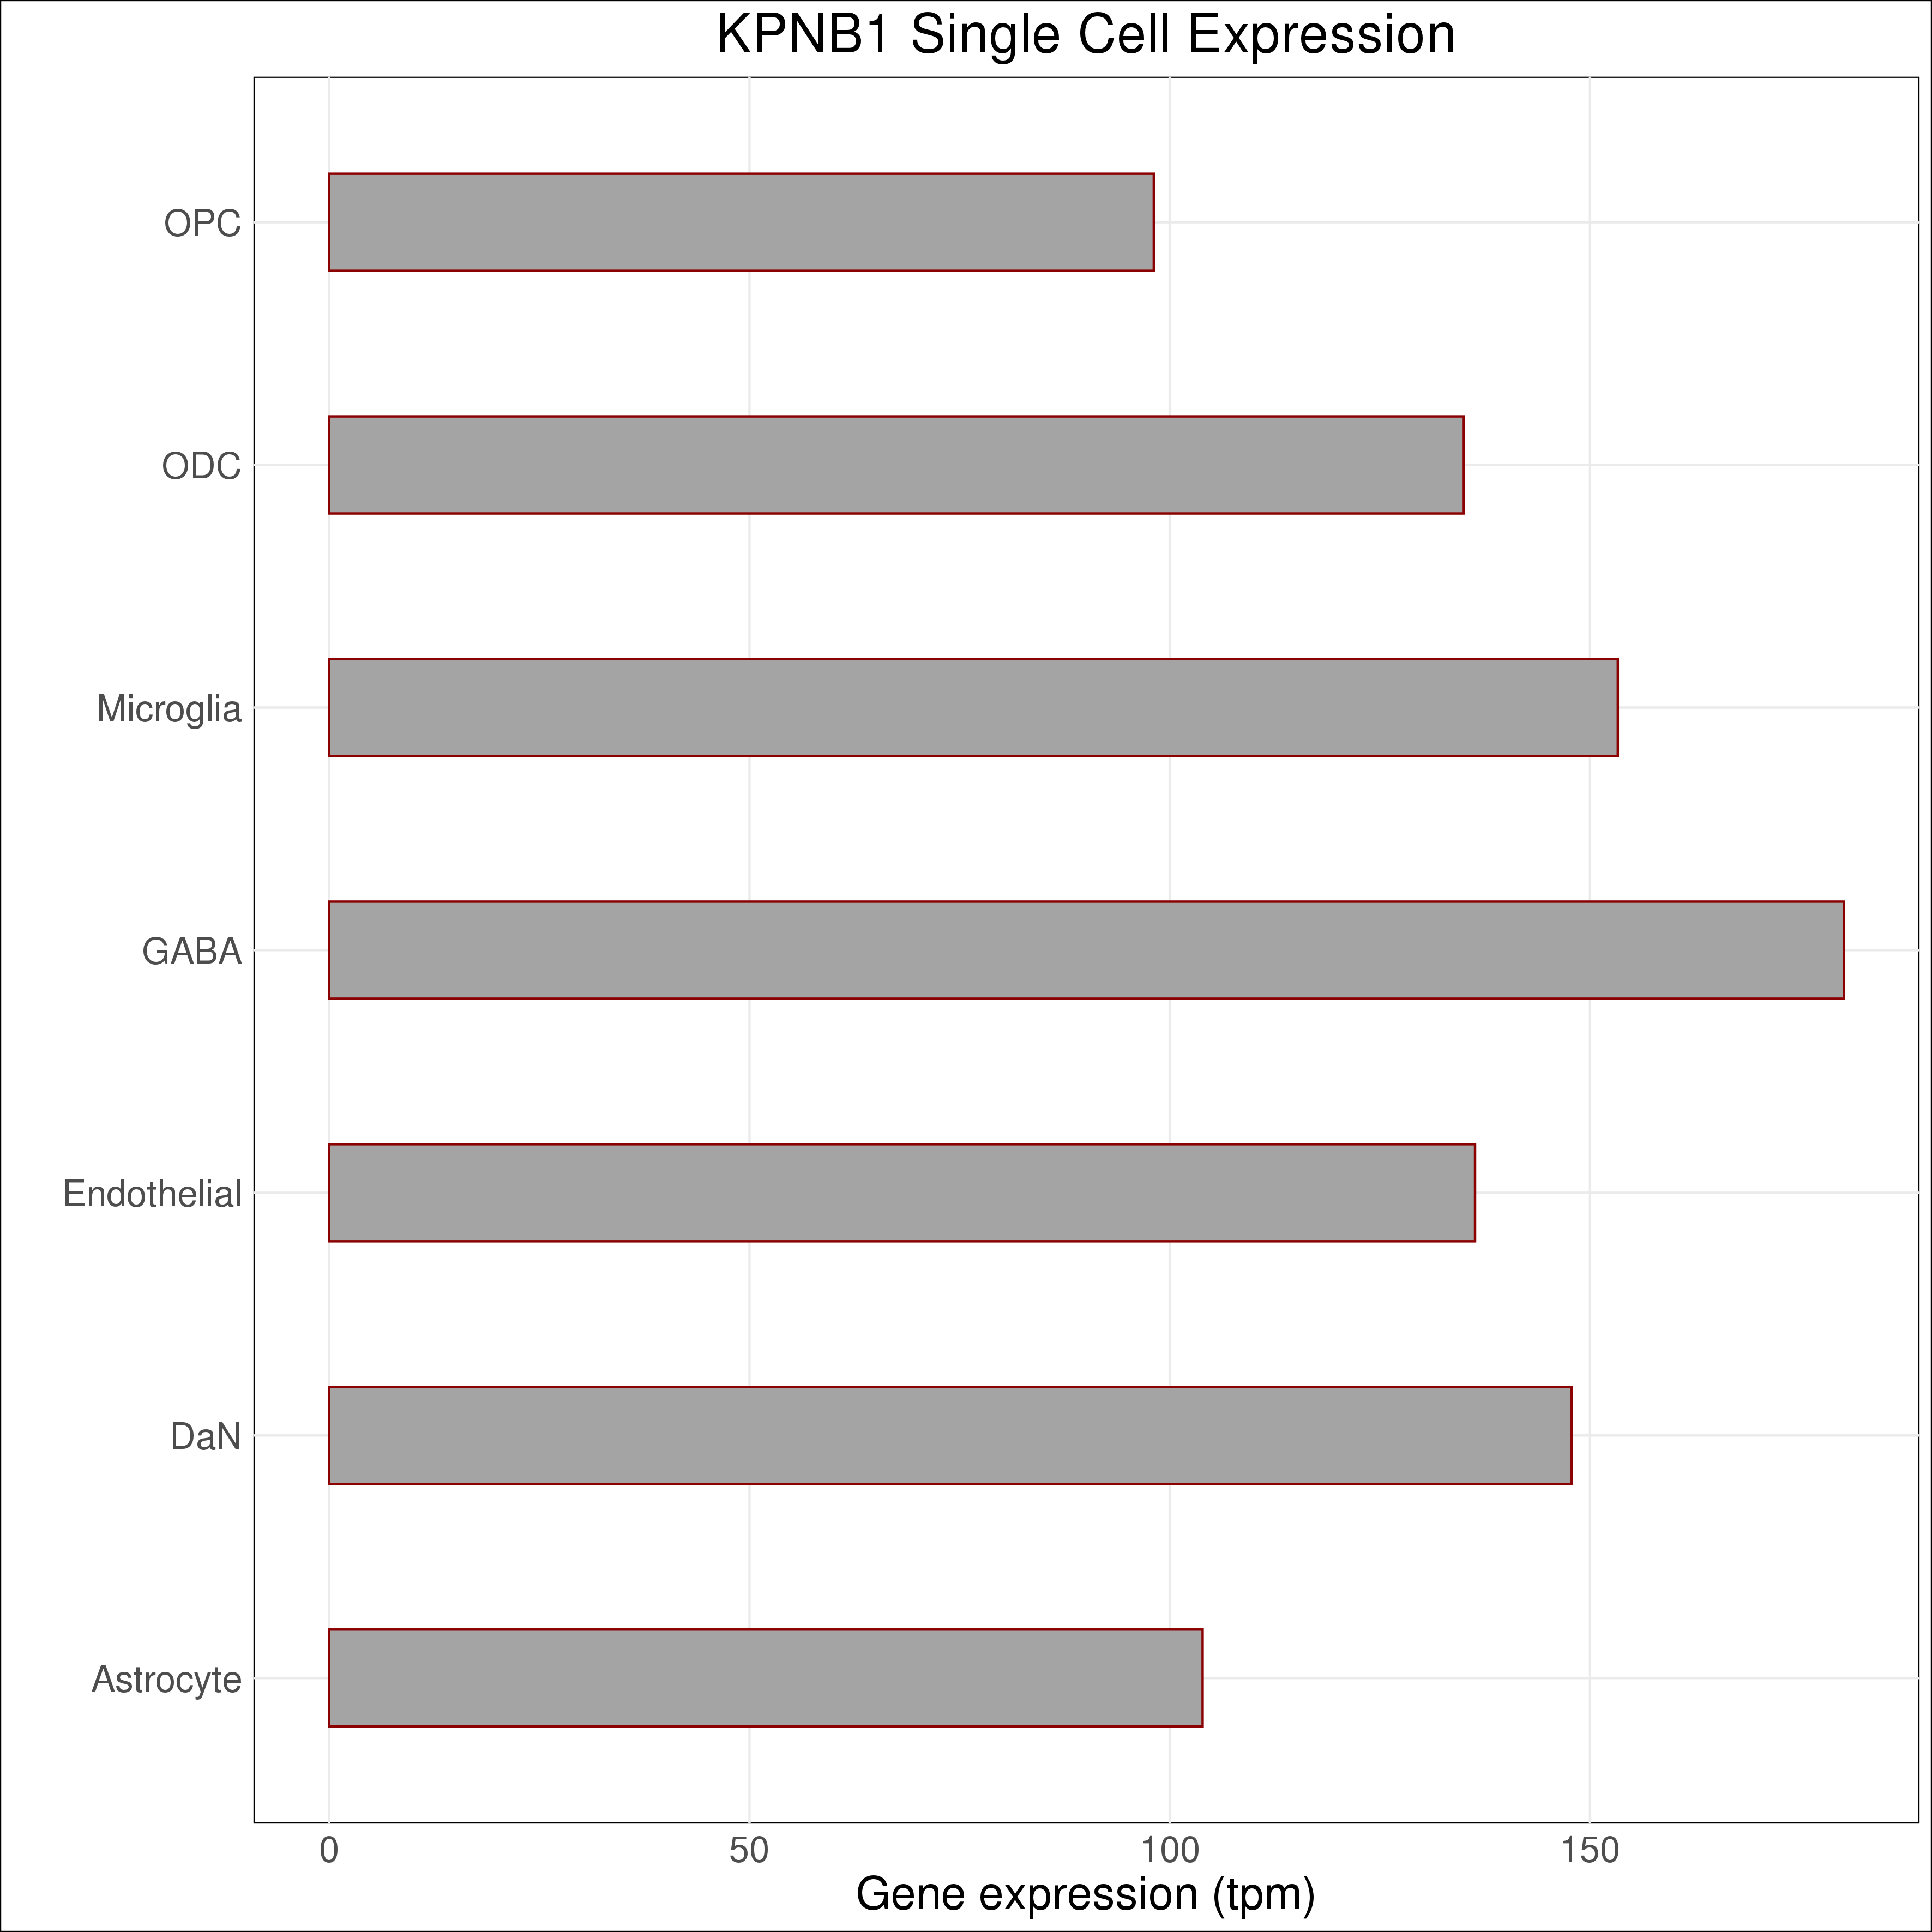 KPNB1 Single Cell Expression
OPC
ODC
Microglia
GABA
Endothelial
DaN
Astrocyte
0 50 100 150
Gene expression (tpm)